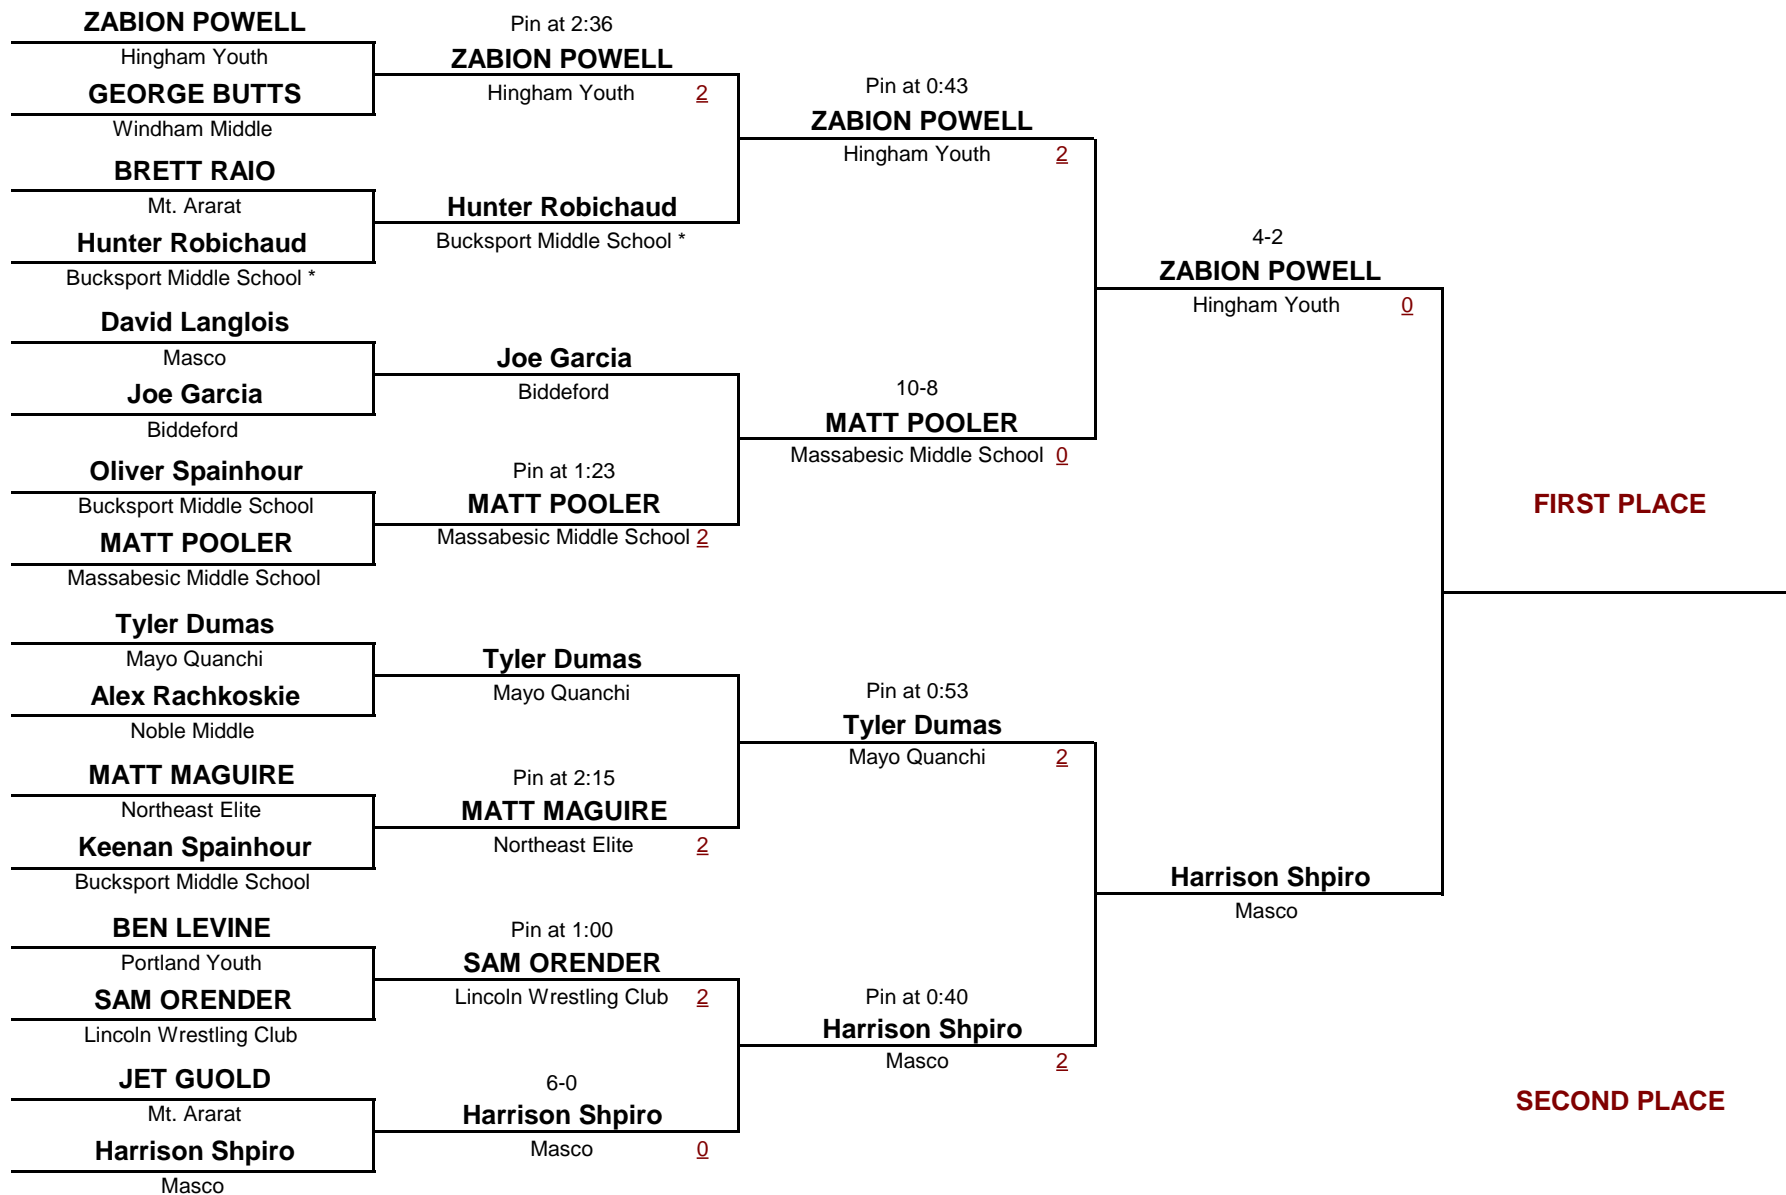 ZABION POWELL
Hingham Youth
GEORGE BUTTS
Windham Middle
BRETT RAIO
Mt. Ararat
Hunter Robichaud
Bucksport Middle School *
David Langlois
Masco
Joe Garcia
Biddeford
Oliver Spainhour
Bucksport Middle School
MATT POOLER
Massabesic Middle School
Tyler Dumas
Mayo Quanchi
Alex Rachkoskie
Noble Middle
MATT MAGUIRE
Northeast Elite
Keenan Spainhour
Bucksport Middle School
BEN LEVINE
Portland Youth
SAM ORENDER
Lincoln Wrestling Club
JET GUOLD
Mt. Ararat
Harrison Shpiro
Masco
Pin at 2:36
ZABION POWELL
Hingham Youth 2
Hunter Robichaud
Bucksport Middle School *
Joe Garcia
Biddeford
Pin at 1:23
MATT POOLER
Massabesic Middle School 2
Tyler Dumas
Mayo Quanchi
Pin at 2:15
MATT MAGUIRE
Northeast Elite 2
Pin at 1:00
SAM ORENDER
Lincoln Wrestling Club 2
6-0
Harrison Shpiro
Masco 0
Pin at 0:43
ZABION POWELL
Hingham Youth 2
10-8
MATT POOLER
Massabesic Middle School 0
Pin at 0:53
Tyler Dumas
Mayo Quanchi 2
Pin at 0:40
Harrison Shpiro
Masco 2
4-2
ZABION POWELL
Hingham Youth 0
Harrison Shpiro
Masco
FIRST PLACE
SECOND PLACE